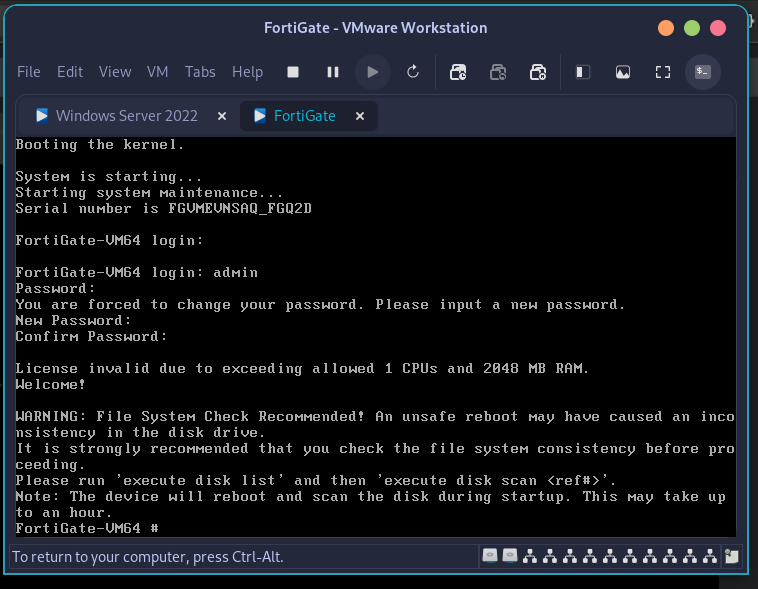 FortiGate - VMware Workstation
File Edit View VM Tabs Help
Windows Server 2022 FortiGate
Booting the kernel.
System is starting...
Starting system maintenance...
Serial number is FGVMEVNSAQ_FGQ2D
FortiGate-VM64 login:
FortiGate-VM64 login: admin
Password:
You are forced to change your password. Please input a new password.
New Password:
Confirm Password:
License invalid due to exceeding allowed 1 CPUs and 2048 MB RAM.
Welcome!
WARNING: File System Check Recommended! An unsafe reboot may have caused an inco
nsistency in the disk drive.
It is strongly recommended that you check the file system consistency before pro
ceeding.
Please run 'execute disk list' and then 'execute disk scan <ref#>'.
Note: The device will reboot and scan the disk during startup. This may take up
to an hour.
FortiGate-VM64 #
To return to your computer, press Ctrl-Alt.